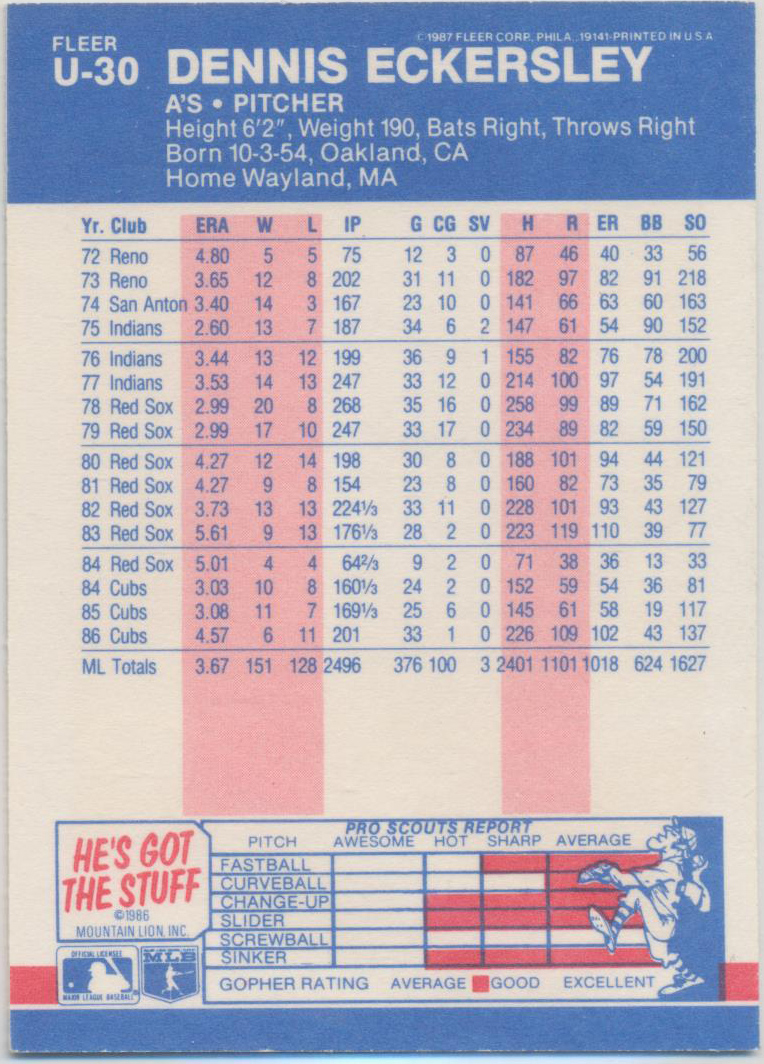 FLEER
© 1987 FLEER CORP. PHILA., 19141-PRINTED IN U.S.A
U-30 DENNIS ECKERSLEY
A'S • PITCHER
Height 6'2", Weight 190, Bats Right, Throws Right
Born 10-3-54, Oakland, CA
Home Wayland, MA
Yr. Club ERA W L IP G CG SV H R ER BB SO
72 Reno 4.80 5 5 75 12 3 0 87 46 40 33 56
73 Reno 3.65 12 8 202 31 11 0 182 97 82 91 218
74 San Anton 3.40 14 3 167 23 10 0 141 66 63 60 163
75 Indians 2.60 13 7 187 34 6 2 147 61 54 90 152
76 Indians 3.44 13 12 199 36 9 1 155 82 76 78 200
77 Indians 3.53 14 13 247 33 12 0 214 100 97 54 191
78 Red Sox 2.99 20 8 268 35 16 0 258 99 89 71 162
79 Red Sox 2.99 17 10 247 33 17 0 234 89 82 59 150
80 Red Sox 4.27 12 14 198 30 8 0 188 101 94 44 121
81 Red Sox 4.27 9 8 154 23 8 0 160 82 73 35 79
82 Red Sox 3.73 13 13 224⅓ 33 11 0 228 101 93 43 127
83 Red Sox 5.61 9 13 176⅓ 28 2 0 223 119 110 39 77
84 Red Sox 5.01 4 4 64⅔ 9 2 0 71 38 36 13 33
84 Cubs 3.03 10 8 160⅓ 24 2 0 152 59 54 36 81
85 Cubs 3.08 11 7 169⅓ 25 6 0 145 61 58 19 117
86 Cubs 4.57 6 11 201 33 1 0 226 109 102 43 137
ML Totals 3.67 151 128 2496 376 100 3 2401 1101 1018 624 1627
HE'S GOT
THE STUFF
©1986
MOUNTAIN LION, INC.
OFFICIAL LICENSEE
MAJOR LEAGUE BASEBALL
MLB
PRO SCOUTS REPORT
PITCH AWESOME HOT SHARP AVERAGE
FASTBALL
CURVEBALL
CHANGE-UP
SLIDER
SCREWBALL
SINKER
GOPHER RATING AVERAGE GOOD EXCELLENT